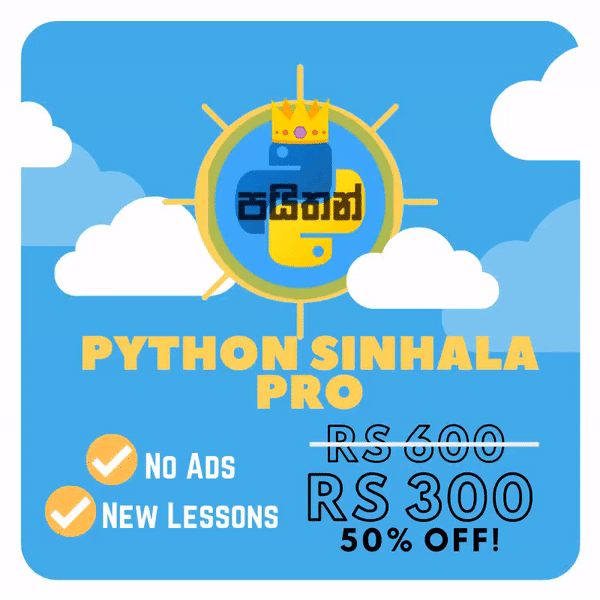 පයිතන්
PYTHON SINHALA
PRO
No Ads
New Lessons
RS 600
RS 300
50% OFF!